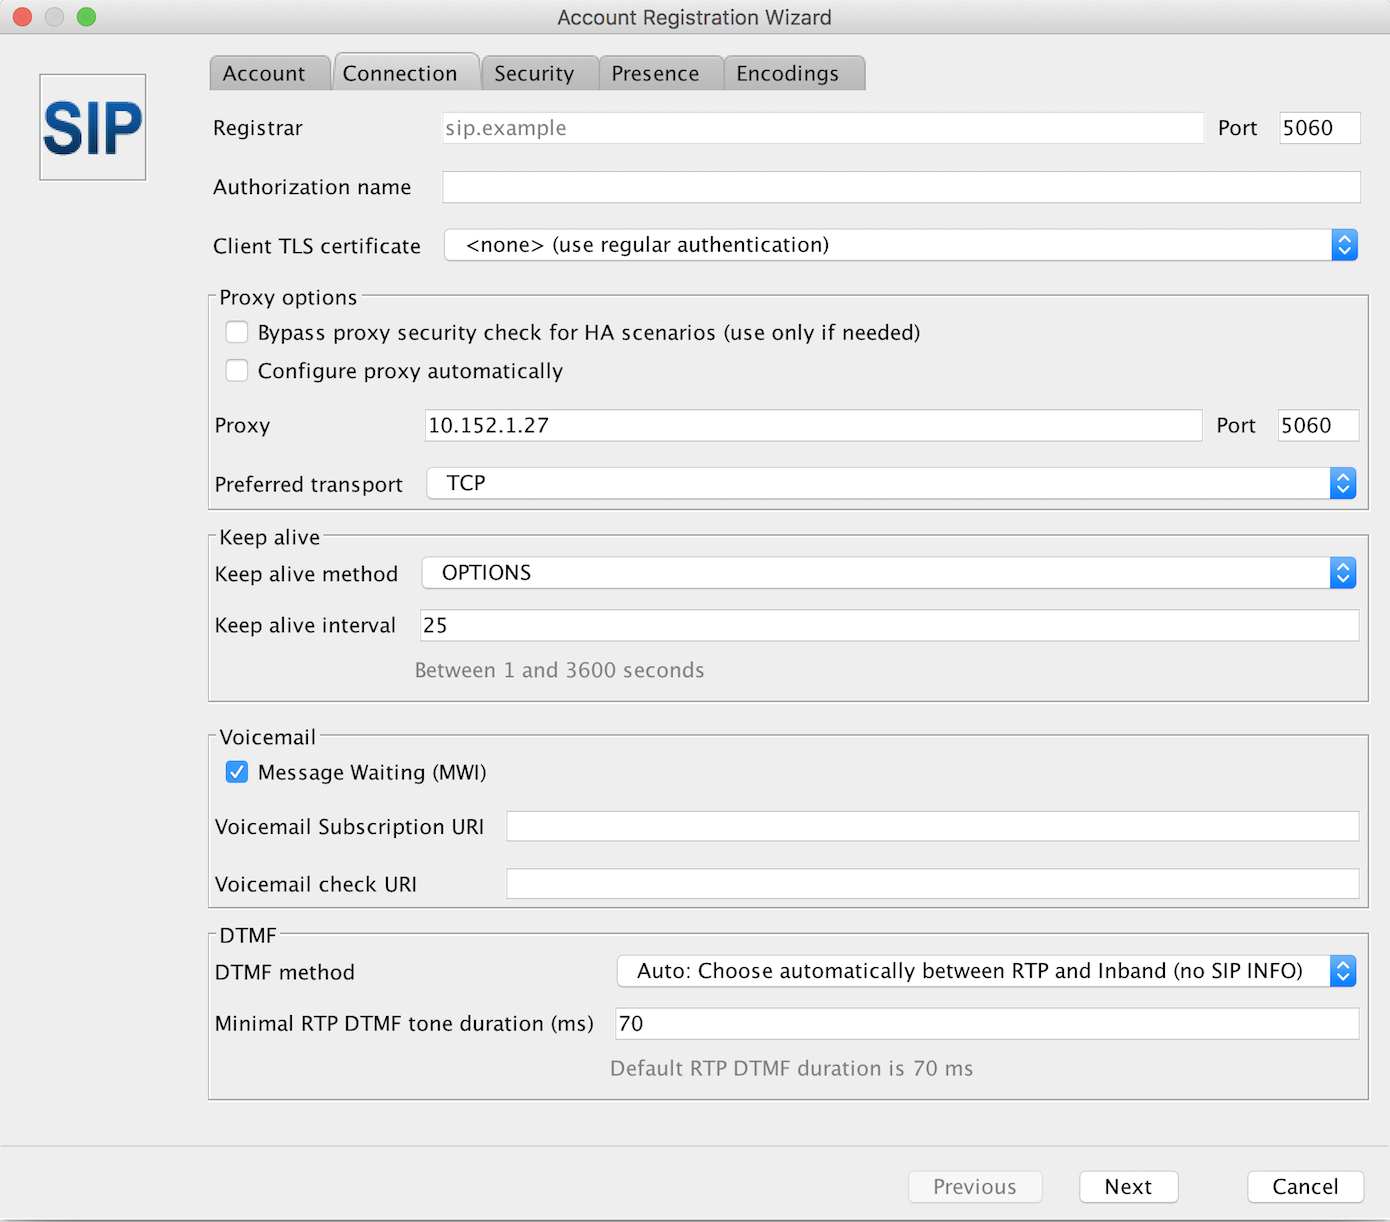 Account Registration Wizard
SIP
Account Connection Security Presence Encodings
Registrar sip.example Port 5060
Authorization name
Client TLS certificate <none> (use regular authentication)
Proxy options
Bypass proxy security check for HA scenarios (use only if needed)
Configure proxy automatically
Proxy 10.152.1.27 Port 5060
Preferred transport TCP
Keep alive
Keep alive method OPTIONS
Keep alive interval 25
Between 1 and 3600 seconds
Voicemail
Message Waiting (MWI)
Voicemail Subscription URI
Voicemail check URI
DTMF
DTMF method Auto: Choose automatically between RTP and Inband (no SIP INFO)
Minimal RTP DTMF tone duration (ms) 70
Default RTP DTMF duration is 70 ms
Previous Next Cancel